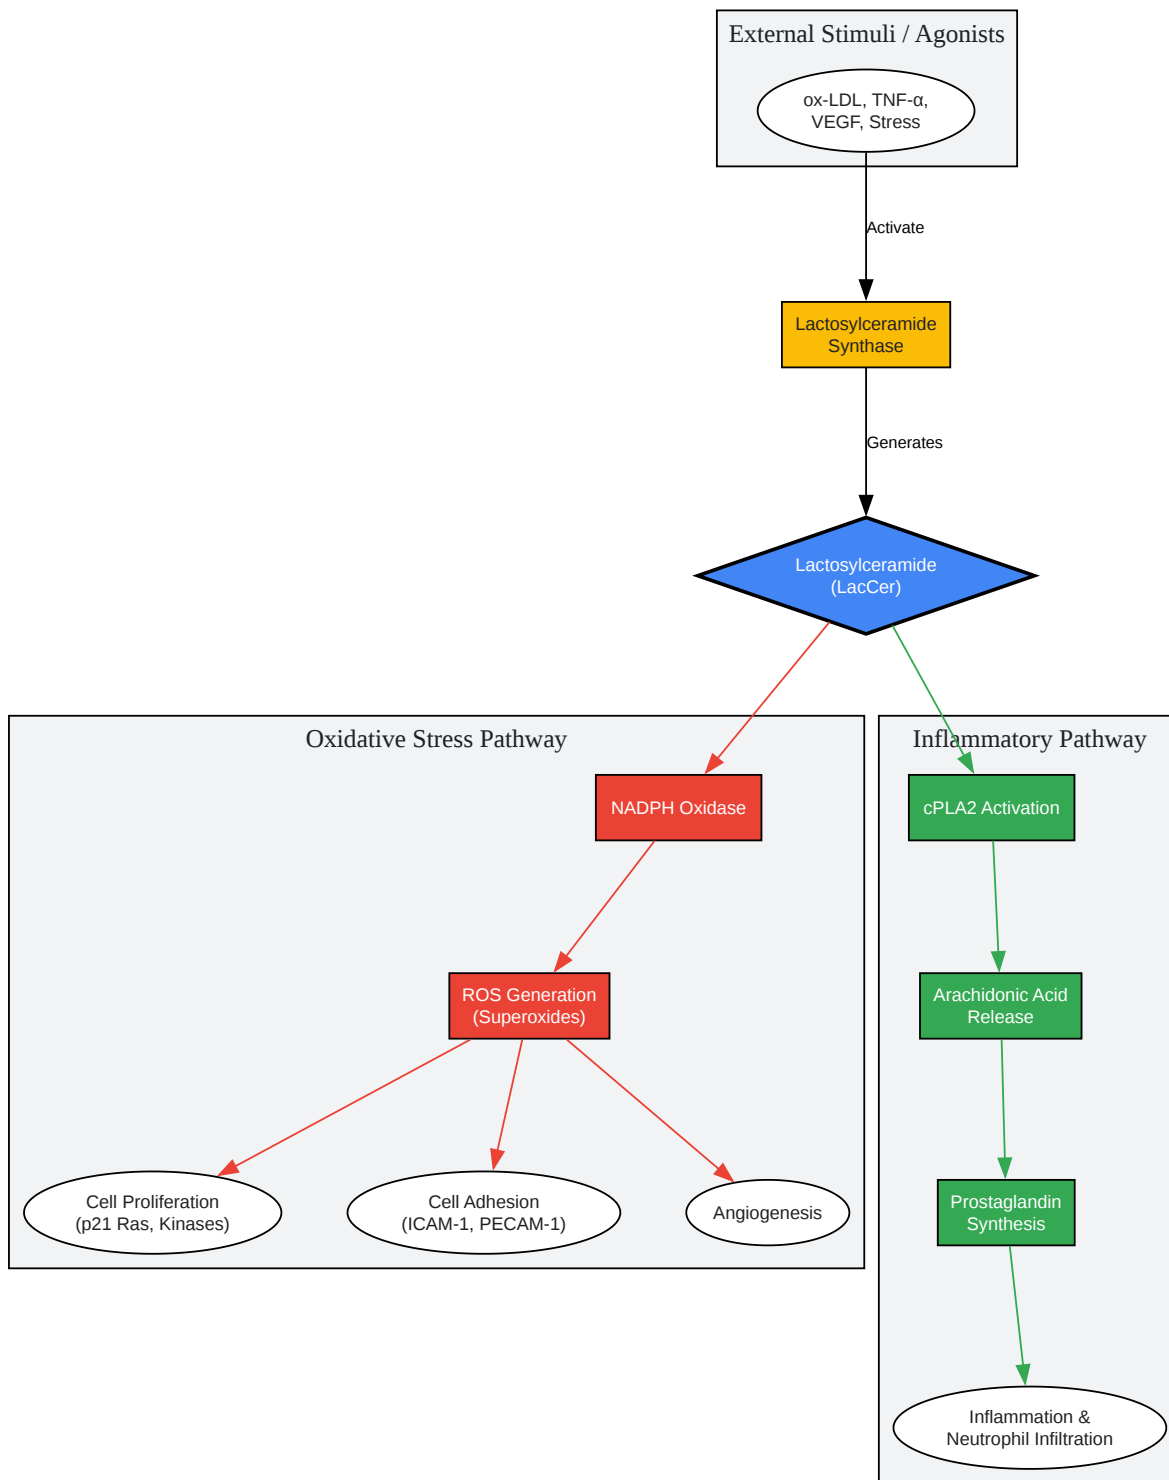 External Stimuli / Agonists
ox-LDL, TNF-α,
VEGF, Stress
Activate
Lactosylceramide
Synthase
Generates
Lactosylceramide
(LacCer)
Oxidative Stress Pathway
NADPH Oxidase
ROS Generation
(Superoxides)
Cell Proliferation
(p21 Ras, Kinases)
Cell Adhesion
(ICAM-1, PECAM-1)
Angiogenesis
Inflammatory Pathway
cPLA2 Activation
Arachidonic Acid
Release
Prostaglandin
Synthesis
Inflammation &
Neutrophil Infiltration